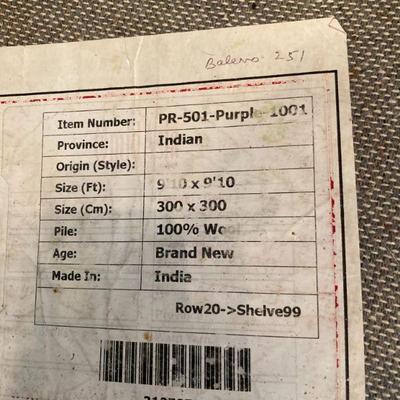 Balero 251
Item Number: PR-501-Purple-1001
Province: Indian
Origin (Style):
Size (Ft): 9'10 x 9'10
Size (Cm): 300 x 300
Pile: 100% Wool
Age: Brand New
Made In: India
Row20->Shelve99